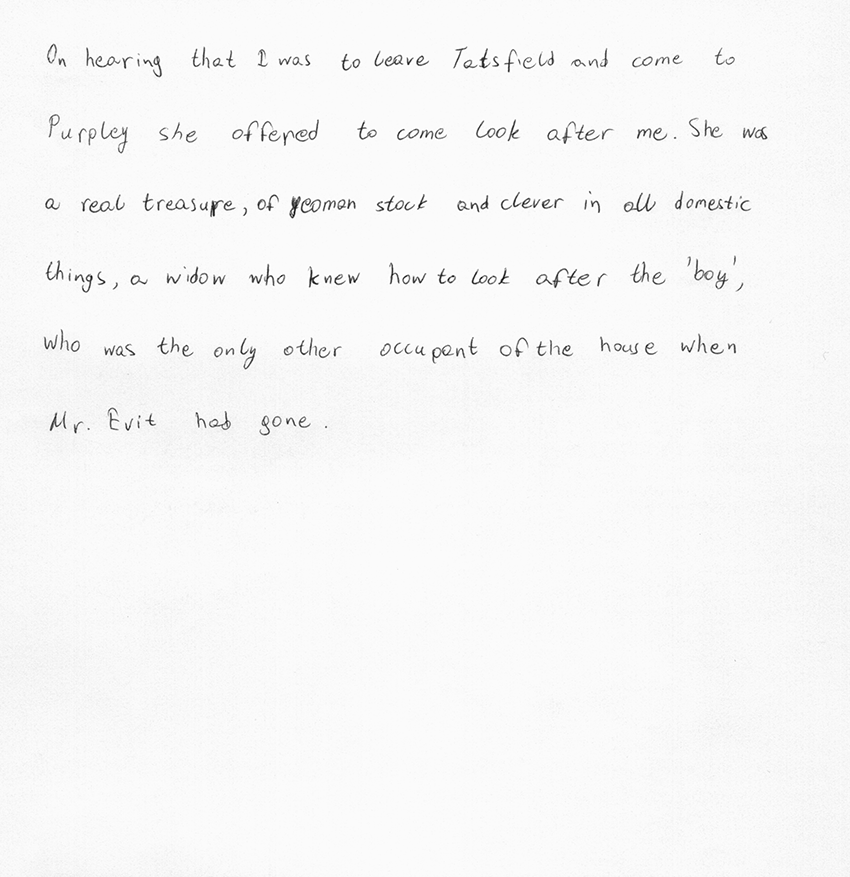 On hearing that I was to leave Tatsfield and come to
Purpley she offered to come look after me. She was
a real treasure, of yeoman stock and clever in all domestic
things, a widow who knew how to look after the 'boy',
who was the only other occupant of the house when
Mr. Evit had gone.